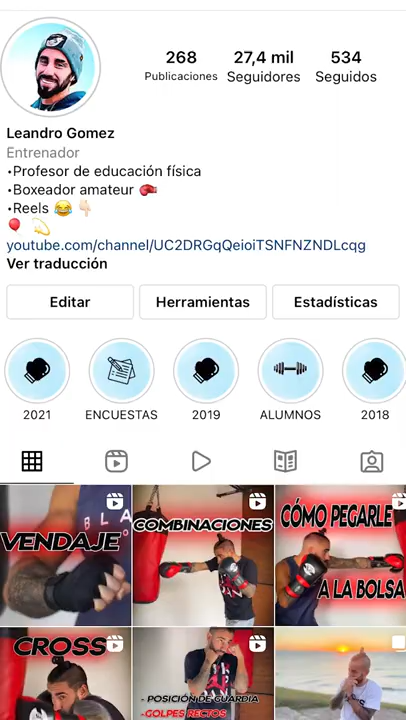 268
27,4 mil
534
Publicaciones
Seguidores
Seguidos
Leandro Gomez
Entrenador
•Profesor de educación física
•Boxeador amateur 🥊
•Reels 😂 👇🏻
🎈 💫
youtube.com/channel/UC2DRGqQeioiTSNFNZNDLcqg
Ver traducción
Editar
Herramientas
Estadísticas
2021
ENCUESTAS
2019
ALUMNOS
2018
VENDAJE
COMBINACIONES
CÓMO PEGARLE
A LA BOLSA
CROSS
- POSICIÓN DE GUARDIA
-GOLPES RECTOS